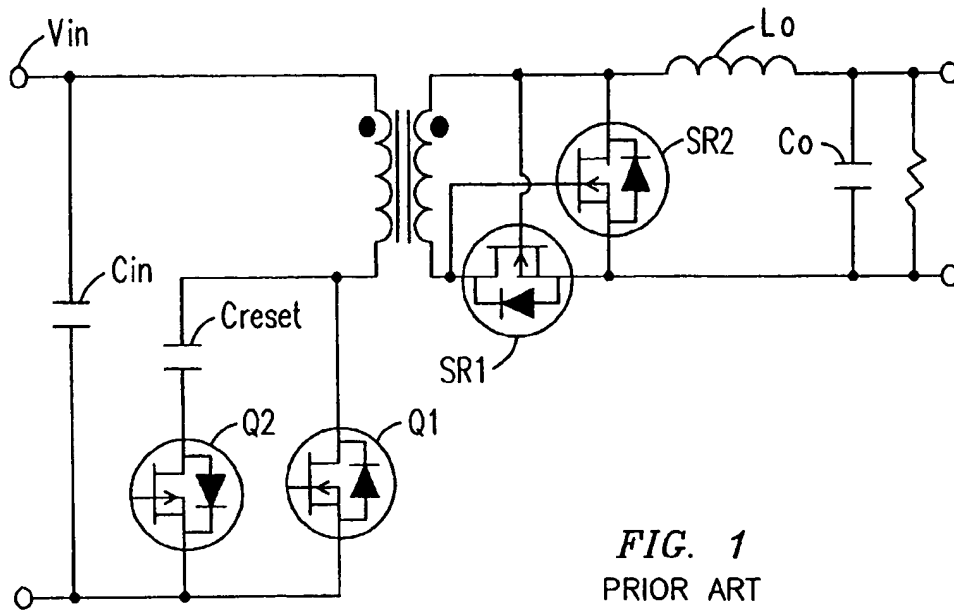 Vin
Lo
SR2
Co
Cin
Creset
SR1
Q2
Q1
FIG. 1
PRIOR ART